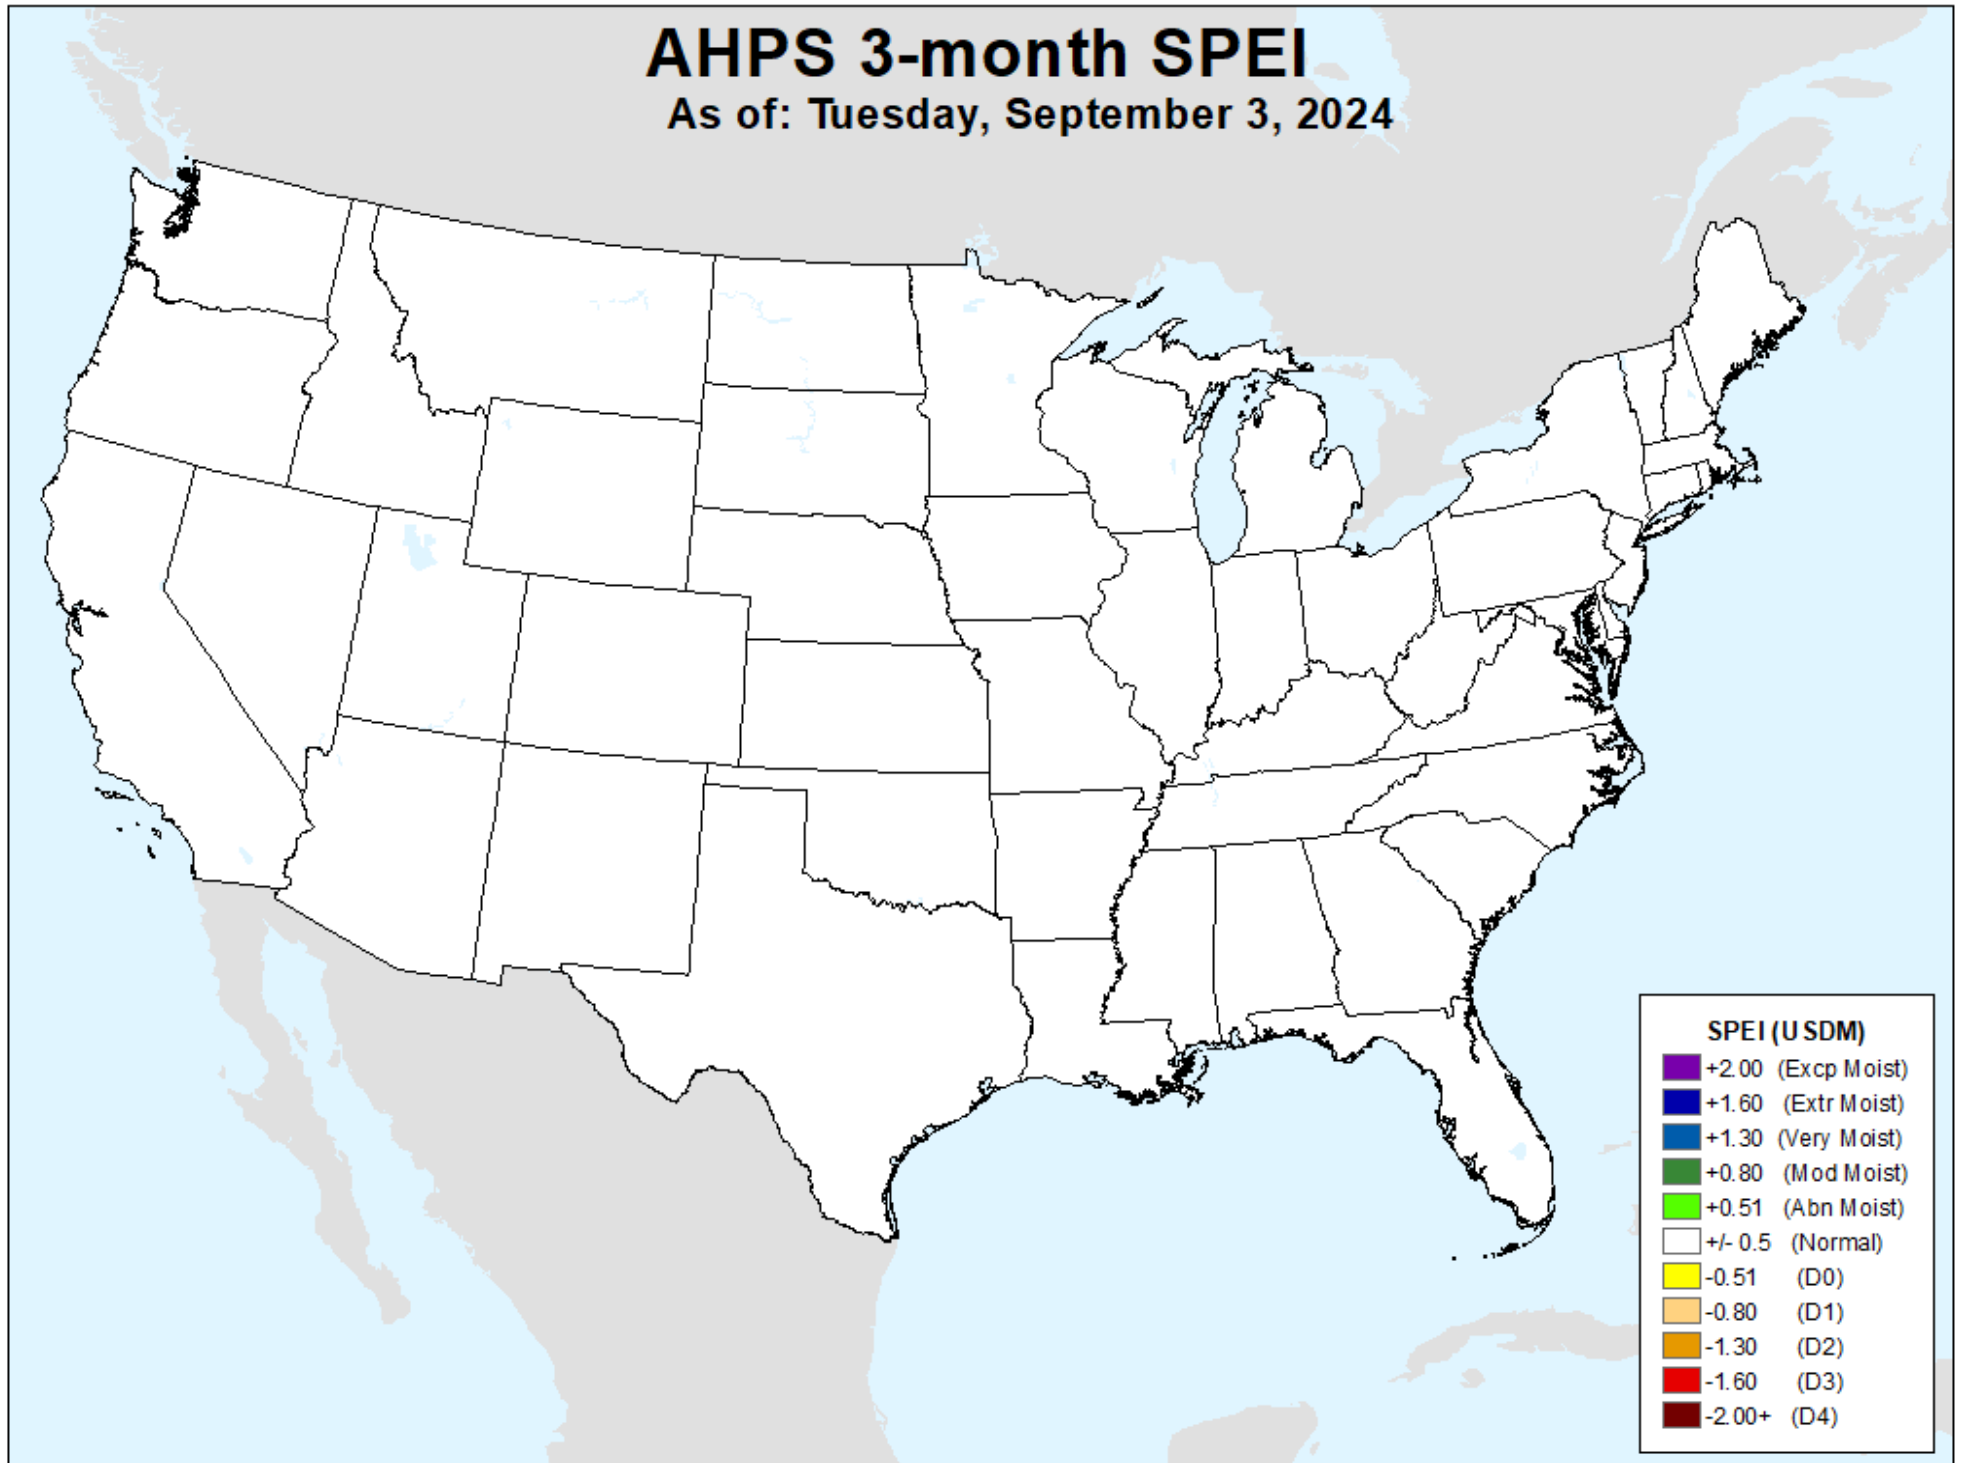 AHPS 3-month SPEI
As of: Tuesday, September 3, 2024
SPEI (USDM)
+2.00 (Excp Moist)
+1.60 (Extr Moist)
+1.30 (Very Moist)
+0.80 (Mod Moist)
+0.51 (Abn Moist)
+/- 0.5 (Normal)
-0.51 (D0)
-0.80 (D1)
-1.30 (D2)
-1.60 (D3)
-2.00+ (D4)